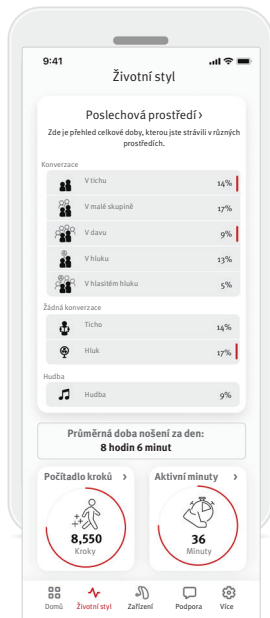 9:41
Životní styl
Poslechová prostředí ›
Zde je přehled celkové doby, kterou jste strávili v různých
prostředích.
Konverzace
V tichu 14%
V malé skupině 17%
V davu 9%
V hluku 13%
V hlasitém hluku 5%
Žádná konverzace
Ticho 14%
Hluk 17%
Hudba
Hudba 9%
Průměrná doba nošení za den:
8 hodin 6 minut
Počítadlo kroků › Aktivní minuty ›
8,550 36
Kroky Minuty
Domů Životní styl Zařízení Podpora Více